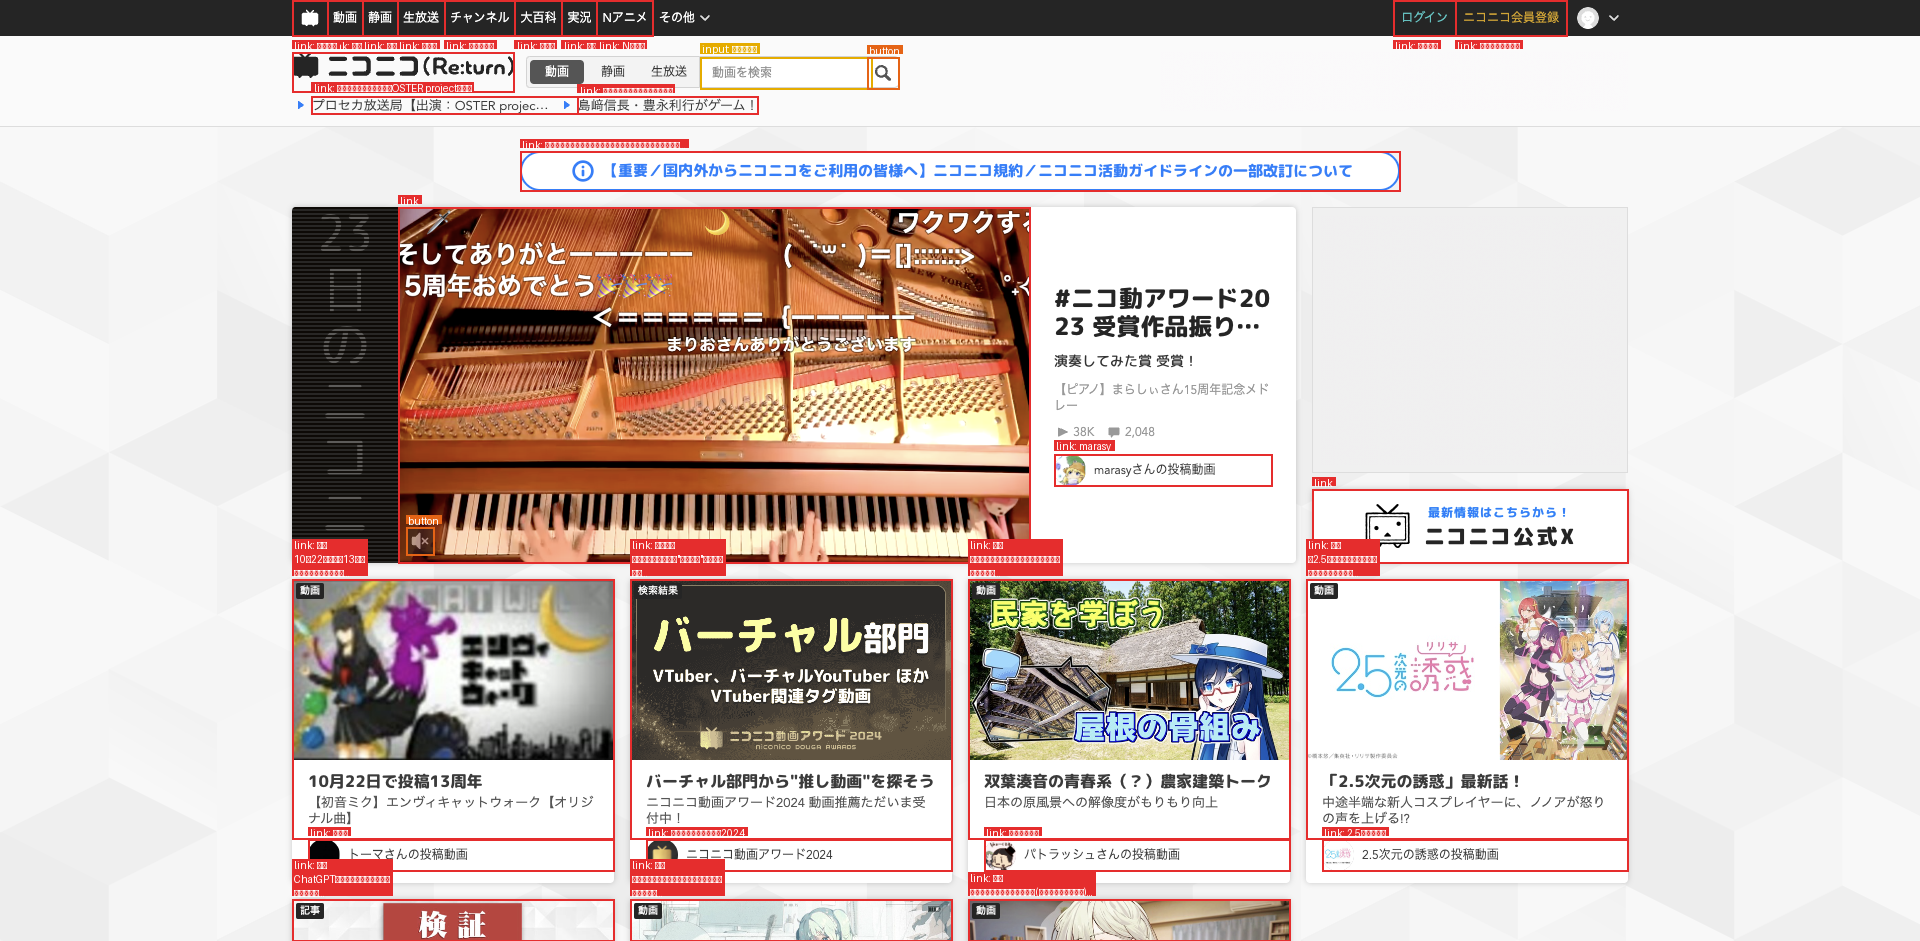 動画 静画 生放送 チャンネル 大百科 実況 Nアニメ その他 ログイン ニコニコ会員登録
ニコニコ(Re:turn) 動画 静画 生放送 動画を検索
プロセカ放送局【出演：OSTER projec… 島﨑信長・豊永利行がゲーム！
【重要／国内外からニコニコをご利用の皆様へ】ニコニコ規約／ニコニコ活動ガイドラインの一部改訂について
23日のニコニコ
ワクワクする
そしてありがとーーーーー
5周年おめでとう🎉🎉🎉
まりおさんありがとうございます
#ニコ動アワード20
23 受賞作品振り…
演奏してみた賞 受賞！
【ピアノ】まらしぃさん15周年記念メド
レー
38K 2,048
link: marasy
marasyさんの投稿動画
最新情報はこちらから！
ニコニコ公式X
動画
エンヴィ
キャット
ウォーク
10月22日で投稿13周年
【初音ミク】エンヴィキャットウォーク【オリジ
ナル曲】
トーマさんの投稿動画
検索結果
バーチャル部門
VTuber、バーチャルYouTuber ほか
VTuber関連タグ動画
ニコニコ動画アワード 2024
NICONICO DOUGA AWARDS
バーチャル部門から"推し動画"を探そう
ニコニコ動画アワード2024 動画推薦ただいま受
付中！
ニコニコ動画アワード2024
動画
民家を学ぼう
屋根の骨組み
双葉湊音の青春系（？）農家建築トーク
日本の原風景への解像度がもりもり向上
パトラッシュさんの投稿動画
動画
2.5次元の誘惑
リリサ
「2.5次元の誘惑」最新話！
中途半端な新人コスプレイヤーに、ノノアが怒り
の声を上げる!?
2.5次元の誘惑の投稿動画
記事
検証
動画
動画